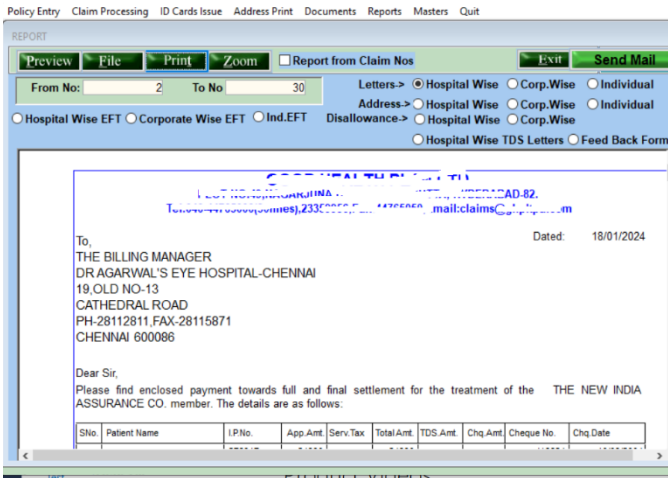 Policy Entry Claim Processing ID Cards Issue Address Print Documents Reports Masters Quit
REPORT
Preview File Print Zoom Report from Claim Nos Exit Send Mail
From No: 2 To No 30 Letters-> Hospital Wise Corp.Wise Individual
Address-> Hospital Wise Corp.Wise Individual
Hospital Wise EFT Corporate Wise EFT Ind.EFT Disallowance-> Hospital Wise Corp.Wise
Hospital Wise TDS Letters Feed Back Form
To,
Dated: 18/01/2024
THE BILLING MANAGER
DR AGARWAL'S EYE HOSPITAL-CHENNAI
19,OLD NO-13
CATHEDRAL ROAD
PH-28112811,FAX-28115871
CHENNAI 600086
Dear Sir,
Please find enclosed payment towards full and final settlement for the treatment of the THE NEW INDIA
ASSURANCE CO. member. The details are as follows:
SNo. Patient Name I.P.No. App.Amt. Serv.Tax Total Amt. TDS.Amt. Chq.Amt. Cheque No. Chq.Date